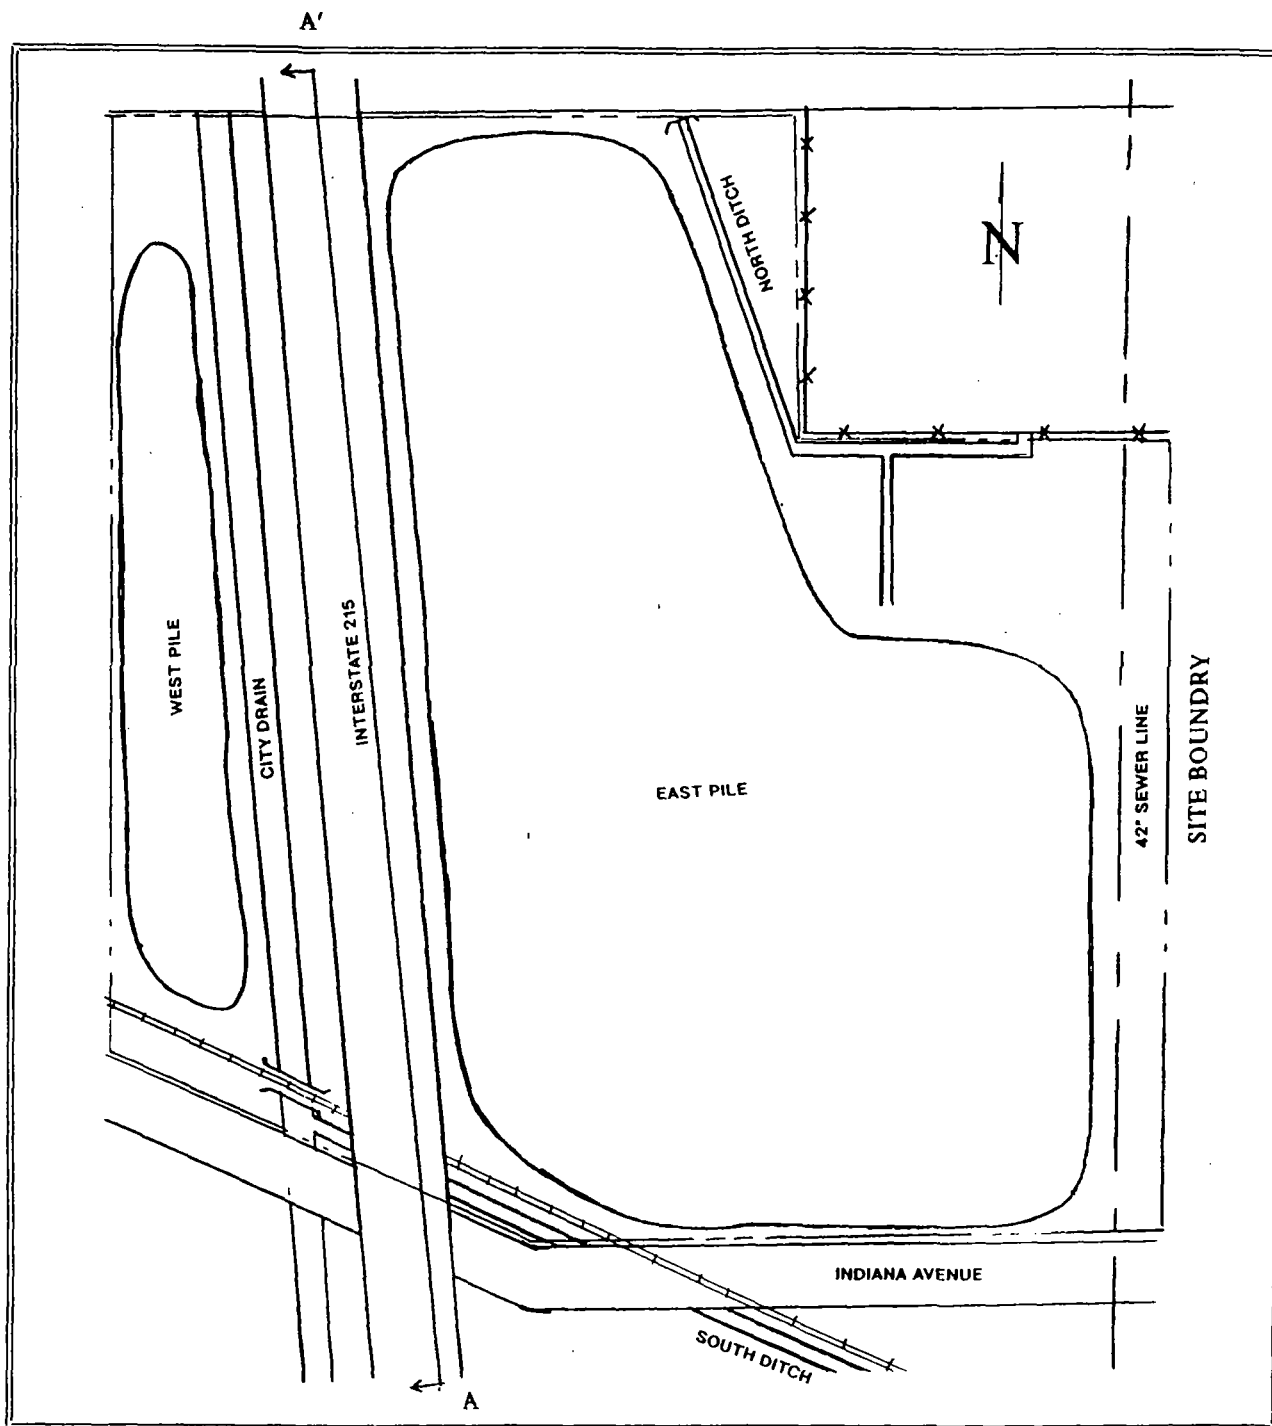 A'
NORTH DITCH
N
WEST PILE
CITY DRAIN
INTERSTATE 215
EAST PILE
42" SEWER LINE
SITE BOUNDRY
INDIANA AVENUE
SOUTH DITCH
A